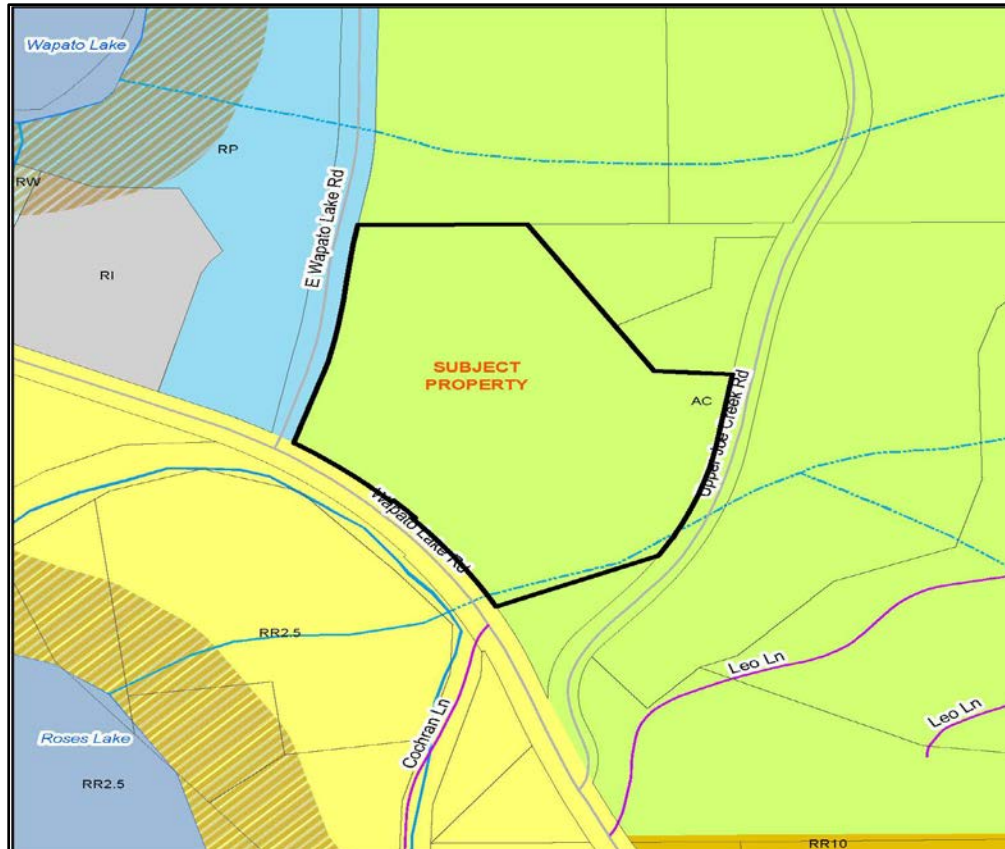 Wapato Lake
RP
RW
E Wapato Lake Rd
RI
SUBJECT
PROPERTY
AC
Upper Joe Creek Rd
Wapato Lake Rd
RR2.5
Leo Ln
Leo Ln
Cochran Ln
Roses Lake
RR2.5
RR10